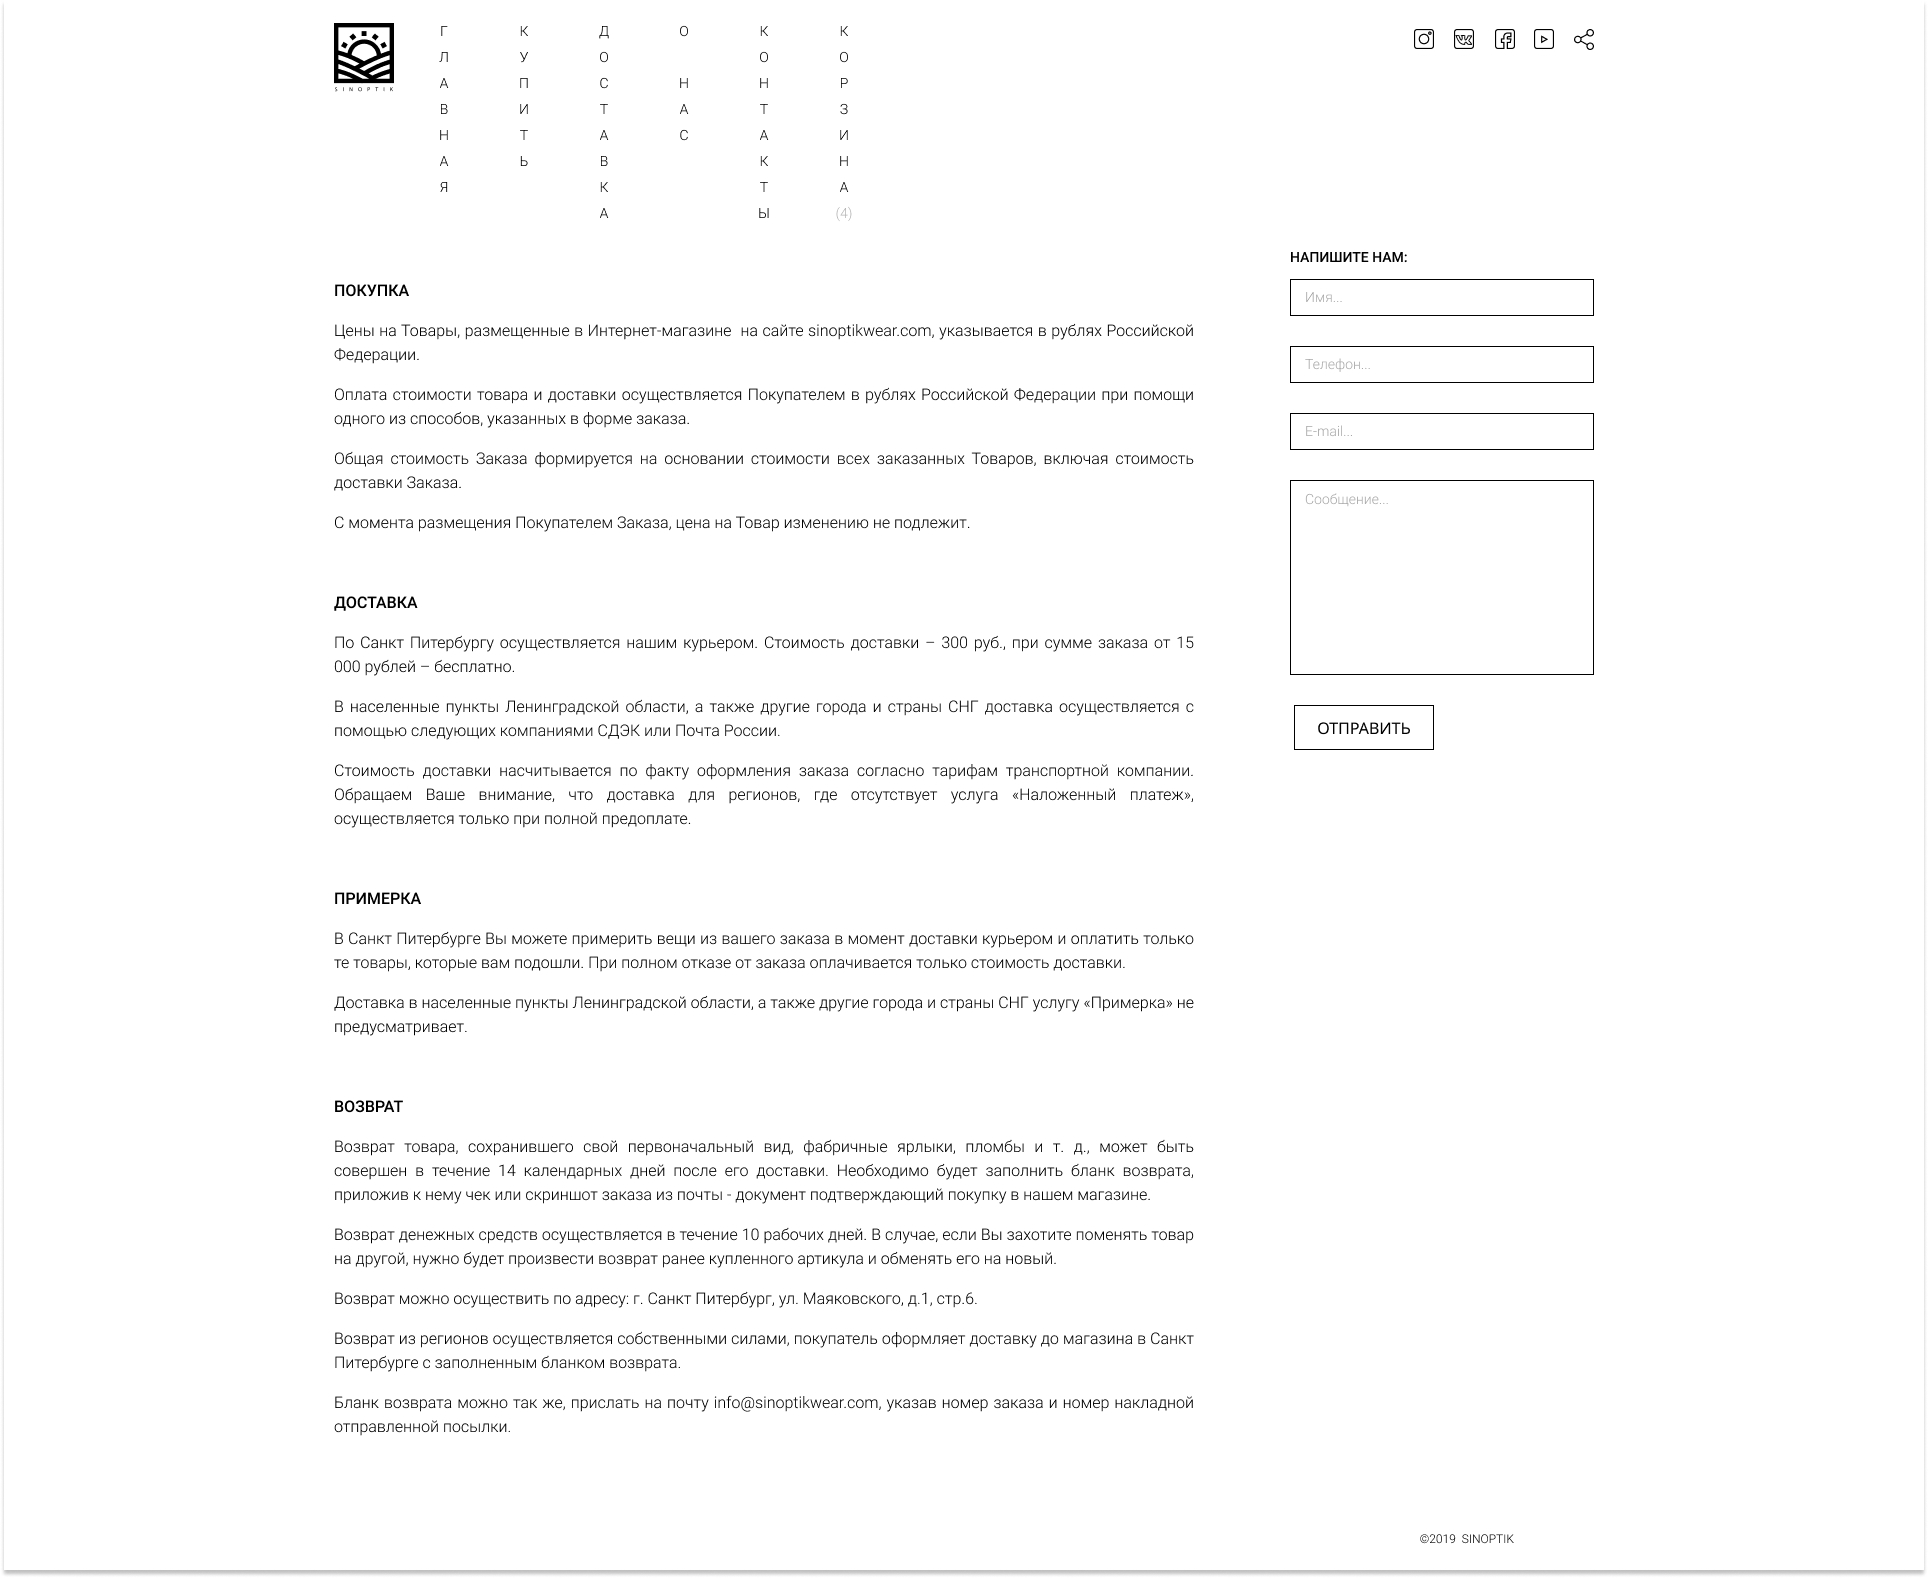 SINOPTIK
ГЛАВНАЯ
КУПИТЬ
ДОСТАВКА
О НАС
КОНТАКТЫ
КОРЗИНА
(4)
ПОКУПКА
Цены на Товары, размещенные в Интернет-магазине  на сайте sinoptikwear.com, указывается в рублях Российской
Федерации.
Оплата стоимости товара и доставки осуществляется Покупателем в рублях Российской Федерации при помощи
одного из способов, указанных в форме заказа.
Общая стоимость Заказа формируется на основании стоимости всех заказанных Товаров, включая стоимость
доставки Заказа.
С момента размещения Покупателем Заказа, цена на Товар изменению не подлежит.
ДОСТАВКА
По Санкт Питербургу осуществляется нашим курьером. Стоимость доставки – 300 руб., при сумме заказа от 15
000 рублей – бесплатно.
В населенные пункты Ленинградской области, а также другие города и страны СНГ доставка осуществляется с
помощью следующих компаниями СДЭК или Почта России.
Стоимость доставки насчитывается по факту оформления заказа согласно тарифам транспортной компании.
Обращаем Ваше внимание, что доставка для регионов, где отсутствует услуга «Наложенный платеж»,
осуществляется только при полной предоплате.
ПРИМЕРКА
В Санкт Питербурге Вы можете примерить вещи из вашего заказа в момент доставки курьером и оплатить только
те товары, которые вам подошли. При полном отказе от заказа оплачивается только стоимость доставки.
Доставка в населенные пункты Ленинградской области, а также другие города и страны СНГ услугу «Примерка» не
предусматривает.
ВОЗВРАТ
Возврат товара, сохранившего свой первоначальный вид, фабричные ярлыки, пломбы и т. д., может быть
совершен в течение 14 календарных дней после его доставки. Необходимо будет заполнить бланк возврата,
приложив к нему чек или скриншот заказа из почты - документ подтверждающий покупку в нашем магазине.
Возврат денежных средств осуществляется в течение 10 рабочих дней. В случае, если Вы захотите поменять товар
на другой, нужно будет произвести возврат ранее купленного артикула и обменять его на новый.
Возврат можно осуществить по адресу: г. Санкт Питербург, ул. Маяковского, д.1, стр.6.
Возврат из регионов осуществляется собственными силами, покупатель оформляет доставку до магазина в Санкт
Питербурге с заполненным бланком возврата.
Бланк возврата можно так же, прислать на почту info@sinoptikwear.com, указав номер заказа и номер накладной
отправленной посылки.
НАПИШИТЕ НАМ:
Имя...
Телефон...
E-mail...
Сообщение...
ОТПРАВИТЬ
©2019  SINOPTIK